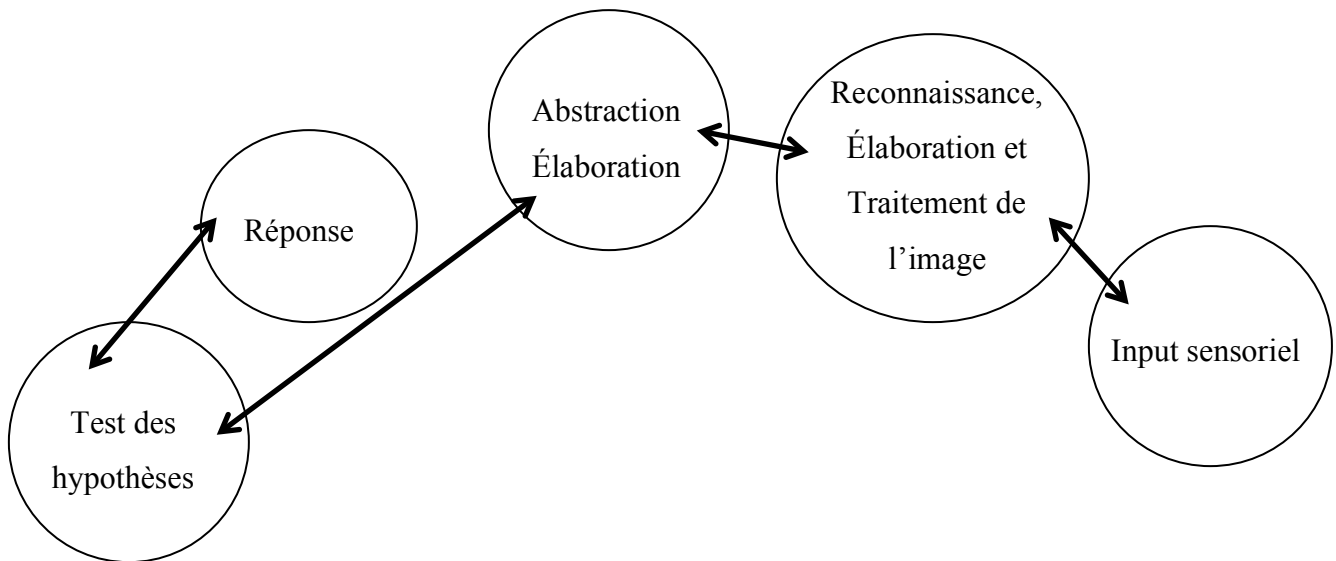 Abstraction
Élaboration
Reconnaissance,
Élaboration et
Traitement de
l’image
Réponse
Input sensoriel
Test des
hypothèses